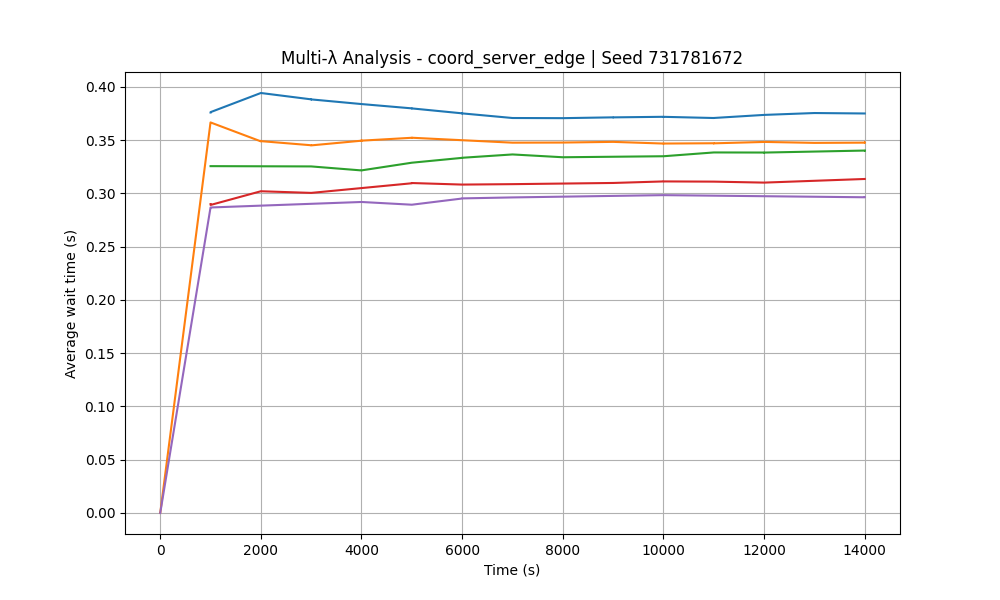 Multi-λ Analysis - coord_server_edge | Seed 731781672
Average wait time (s)
0.40
0.35
0.30
0.25
0.20
0.15
0.10
0.05
0.00
0 2000 4000 6000 8000 10000 12000 14000
Time (s)